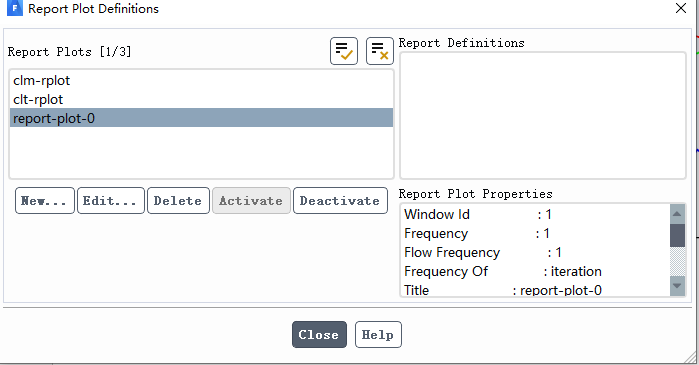 Report Plot Definitions
Report Plots [1/3]
clm-rplot
clt-rplot
report-plot-0
New... Edit... Delete Activate Deactivate
Report Definitions
Report Plot Properties
Window Id : 1
Frequency : 1
Flow Frequency : 1
Frequency Of : iteration
Title : report-plot-0
Close Help